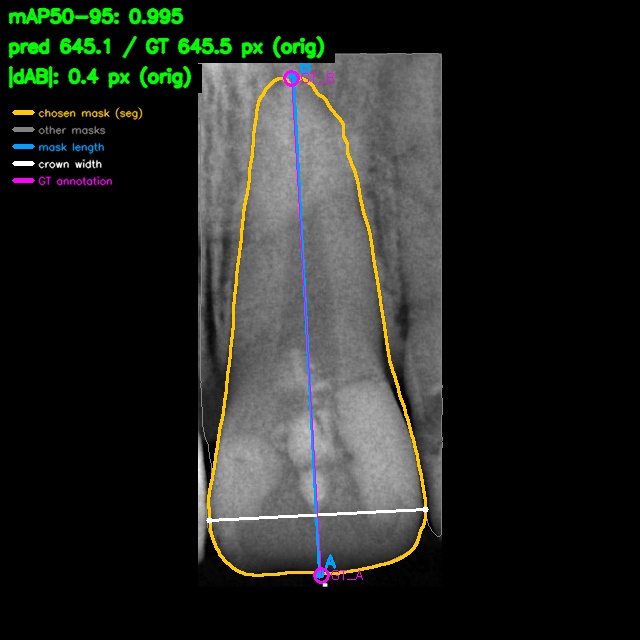 mAP50-95: 0.995
pred 645.1 / GT 645.5 px (orig)
|dAB|: 0.4 px (orig)
chosen mask (seg)
other masks
mask length
crown width
GT annotation
GT_B
A
GT_A